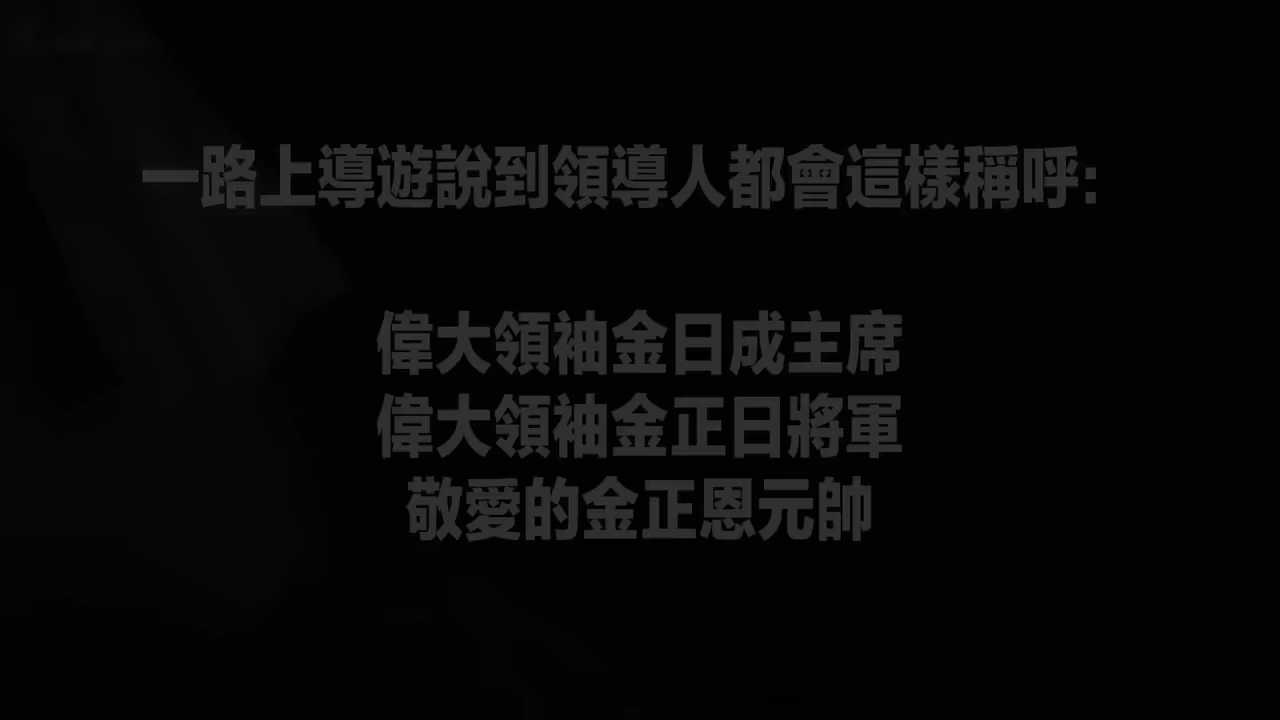 一路上導遊說到領導人都會這樣稱呼:
偉大領袖金日成主席
偉大領袖金正日將軍
敬愛的金正恩元帥